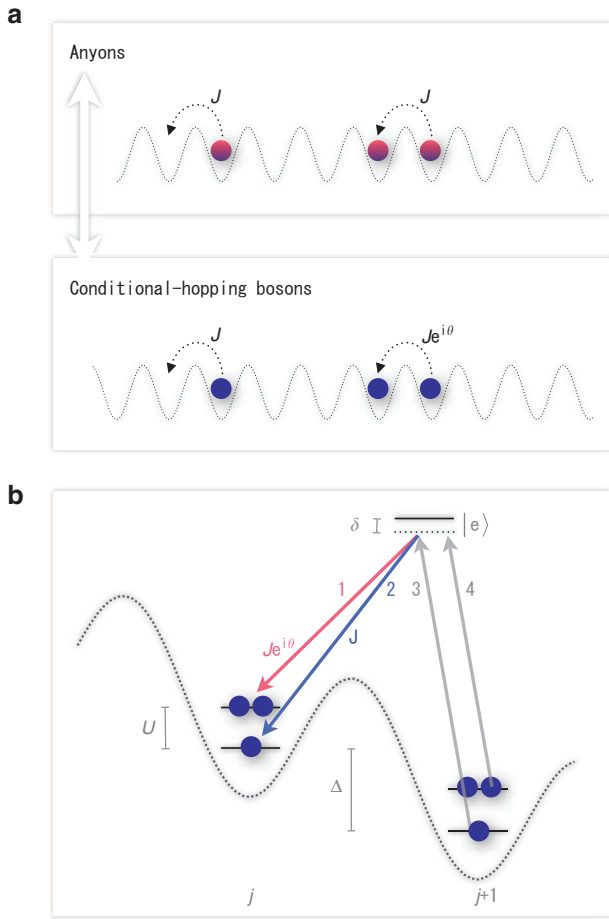 a
Anyons
J J
Conditional-hopping bosons
J Je^{iθ}
b
δ |e⟩
1 2 3 4
Je^{iθ} J
U
Δ
j j+1